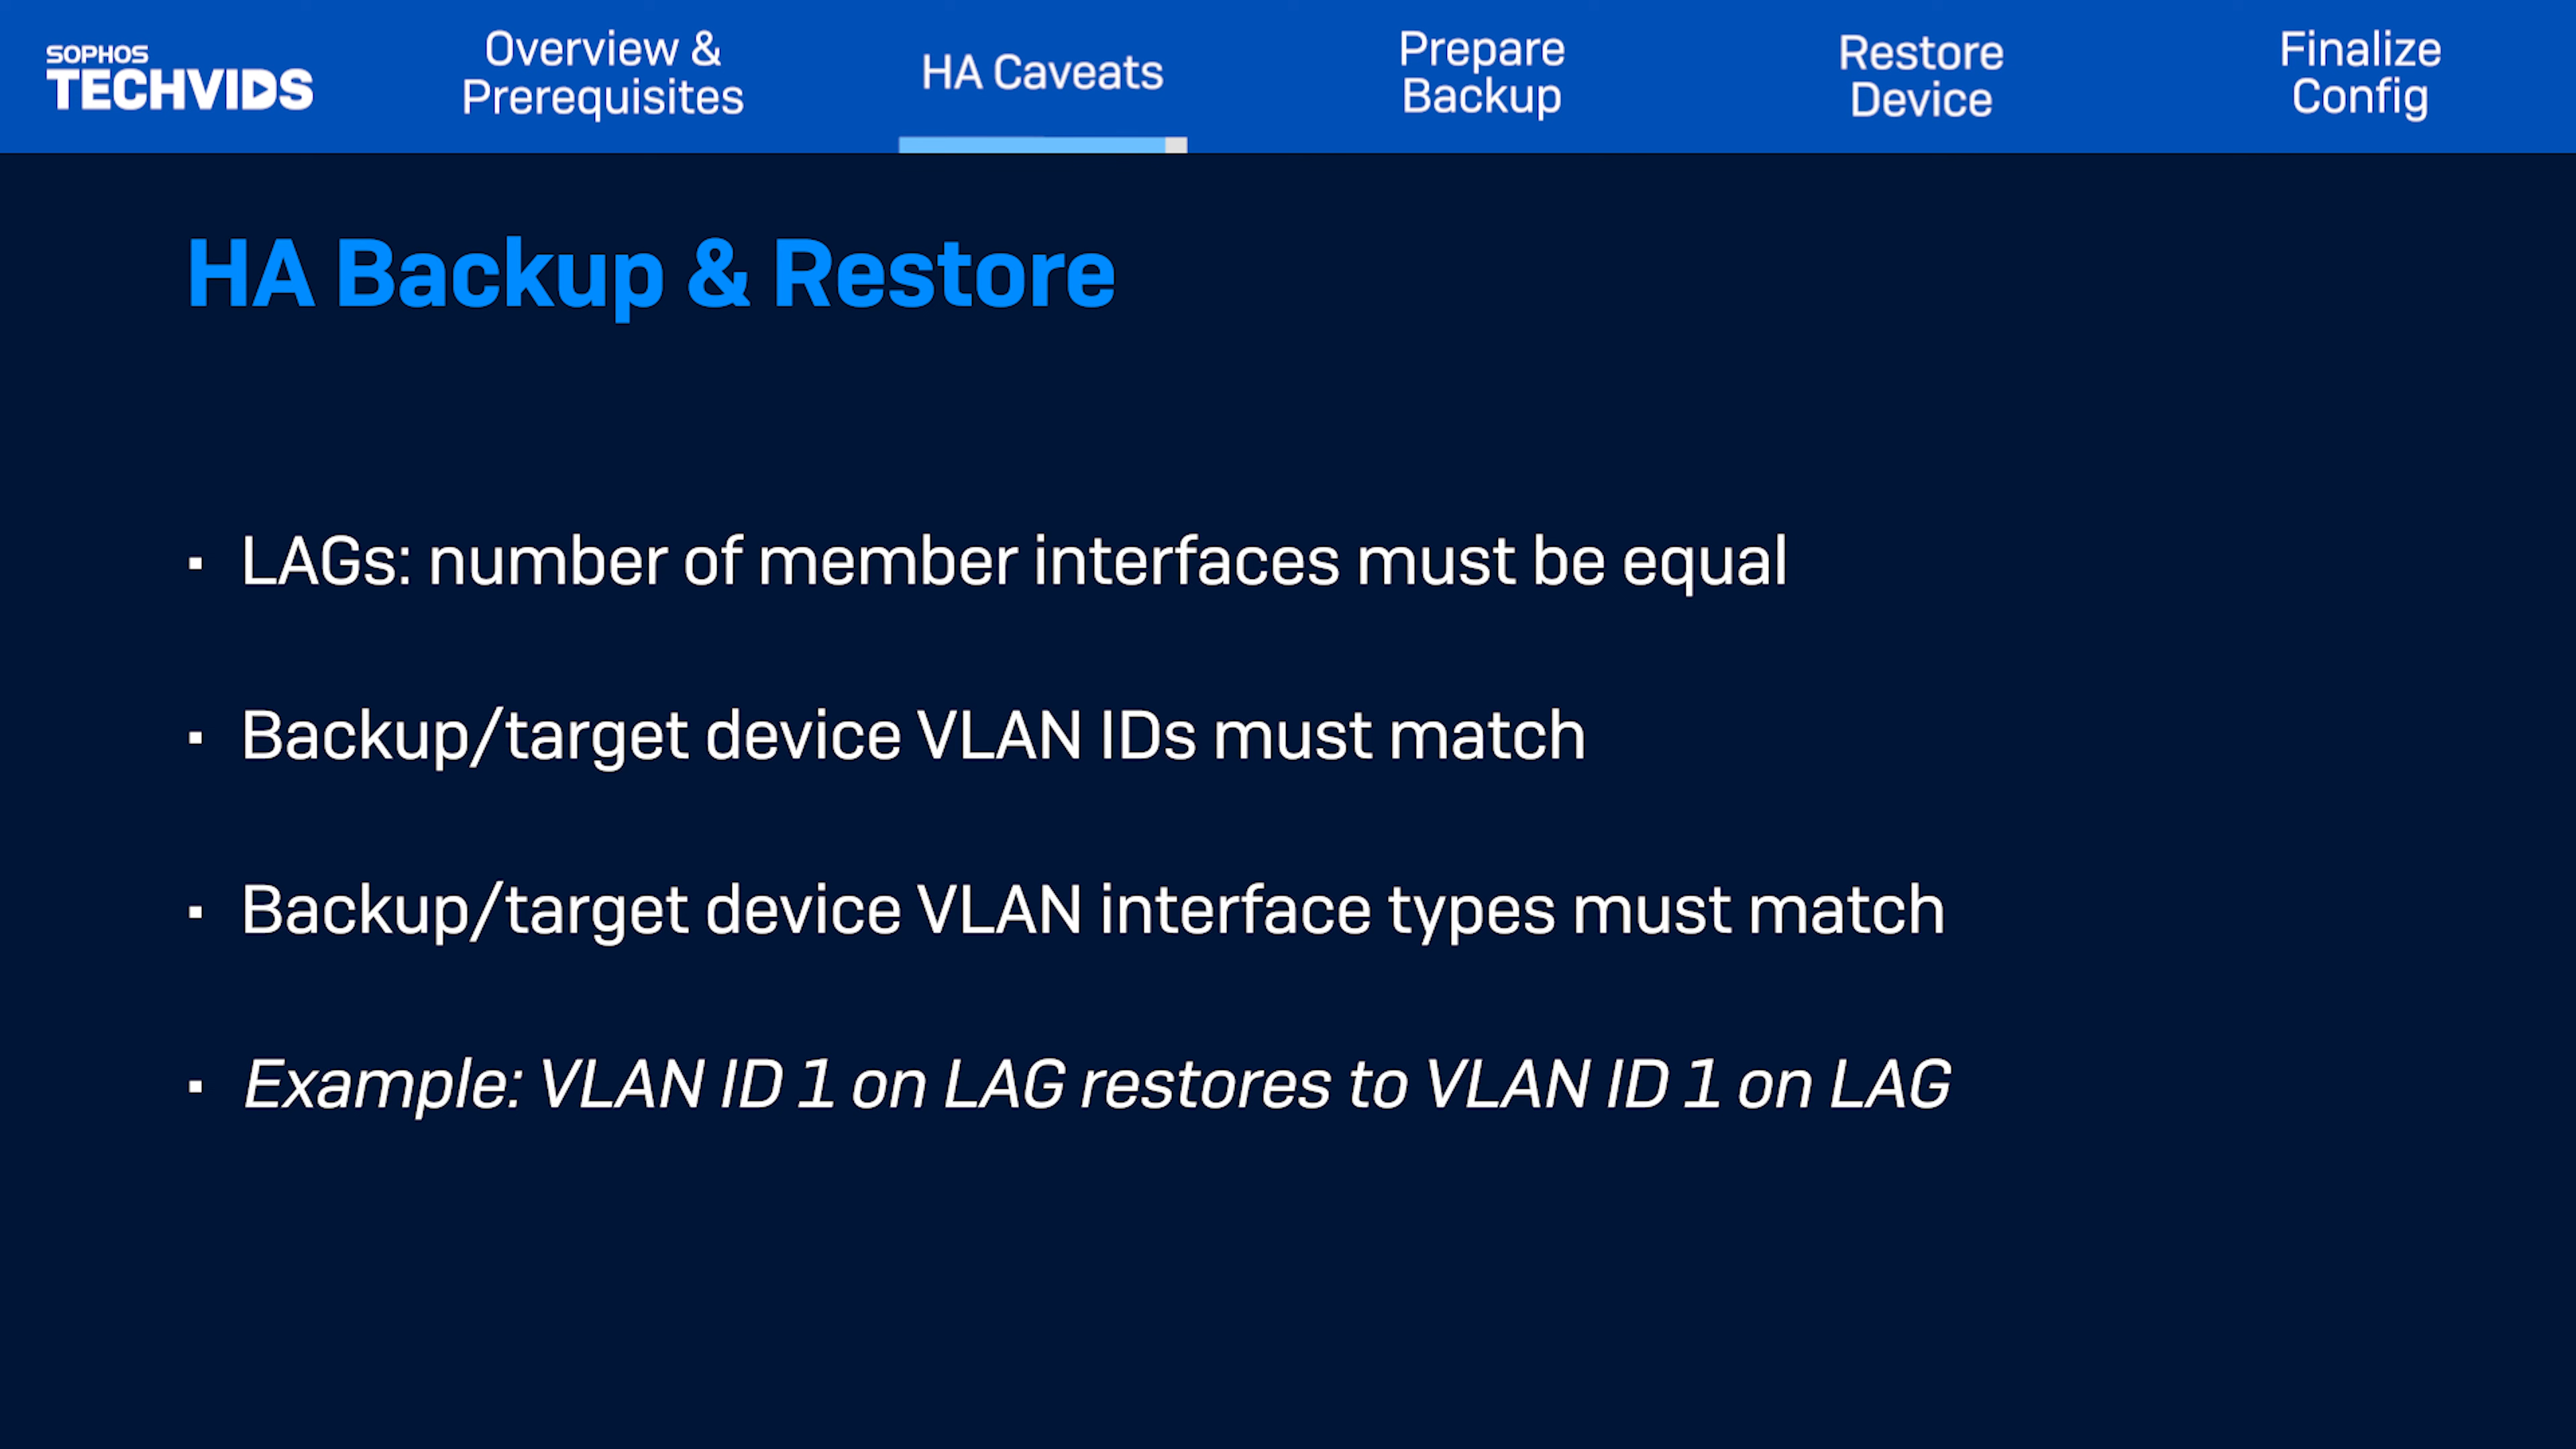 SOPHOS
TECHVIDS
Overview &
Prerequisites
HA Caveats
Prepare
Backup
Restore
Device
Finalize
Config
HA Backup & Restore
▪ LAGs: number of member interfaces must be equal
▪ Backup/target device VLAN IDs must match
▪ Backup/target device VLAN interface types must match
▪ Example: VLAN ID 1 on LAG restores to VLAN ID 1 on LAG